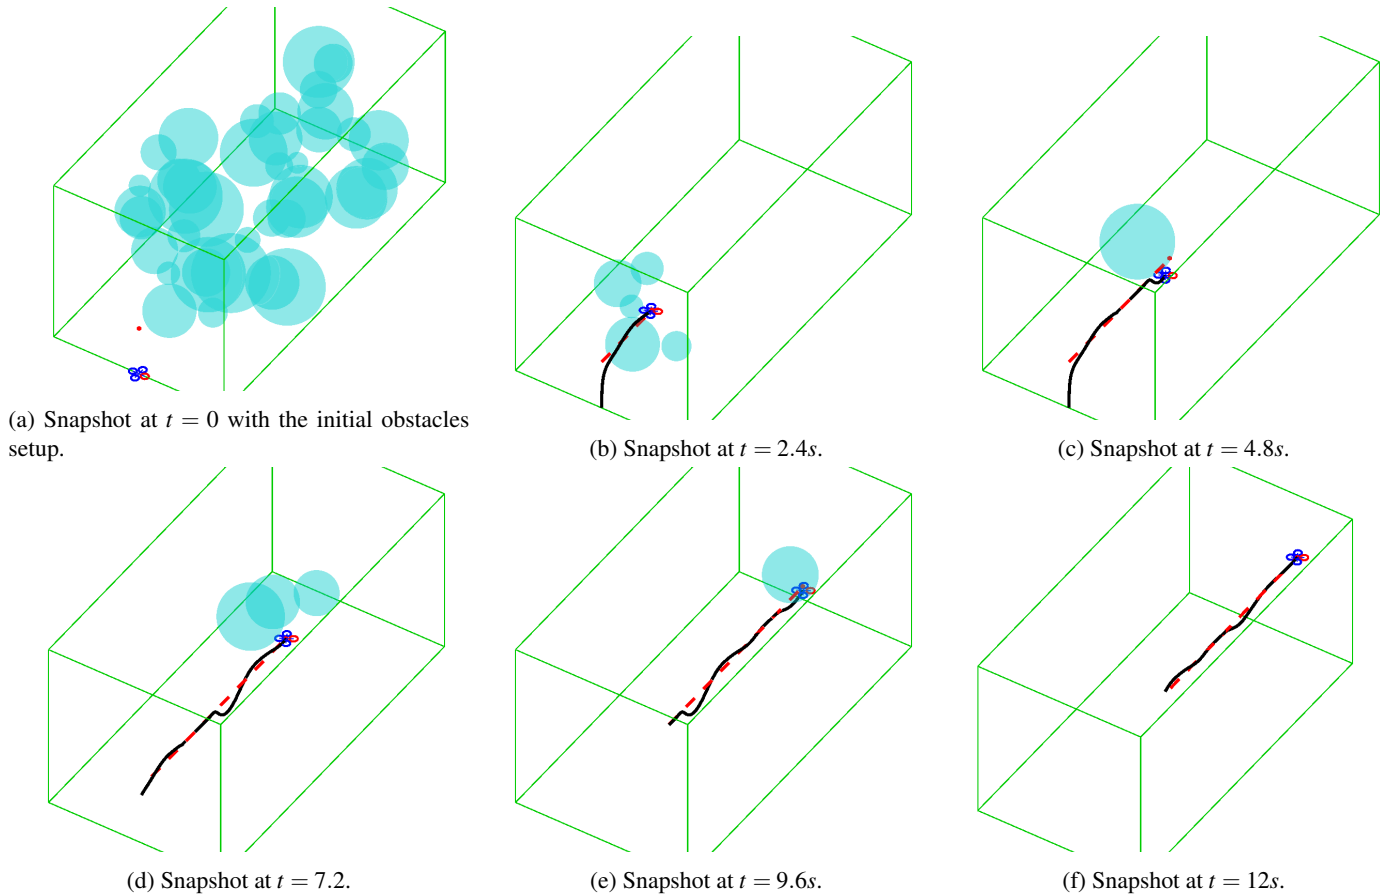 (a) Snapshot at t = 0 with the initial obstacles
setup.
(b) Snapshot at t = 2.4s.
(c) Snapshot at t = 4.8s.
(d) Snapshot at t = 7.2.
(e) Snapshot at t = 9.6s.
(f) Snapshot at t = 12s.